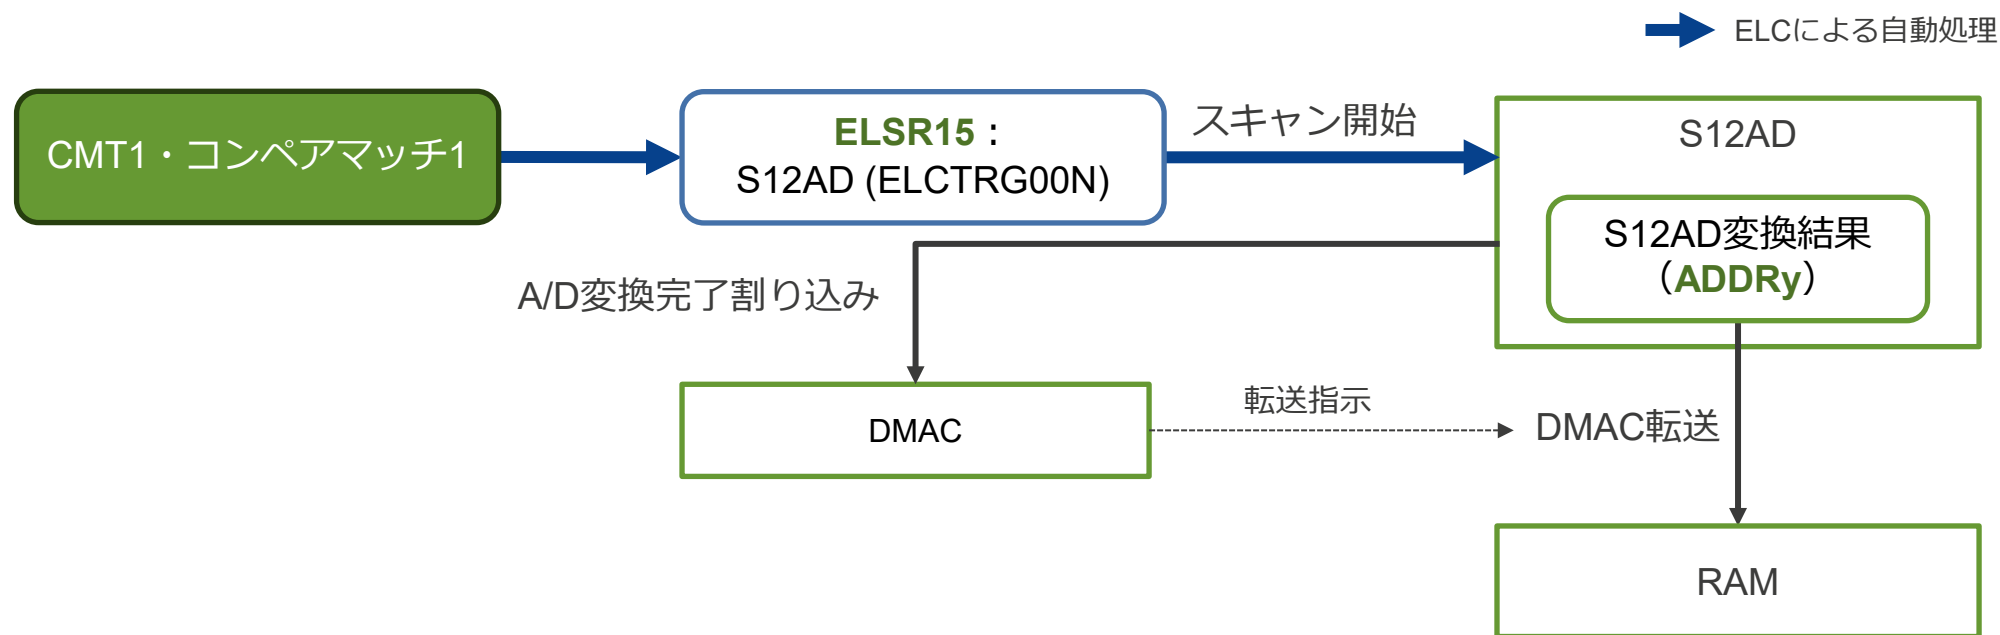 ELCによる自動処理
CMT1・コンペアマッチ1
ELSR15：
S12AD (ELCTRG00N)
スキャン開始
S12AD
S12AD変換結果
（ADDRy）
A/D変換完了割り込み
DMAC
転送指示
DMAC転送
RAM